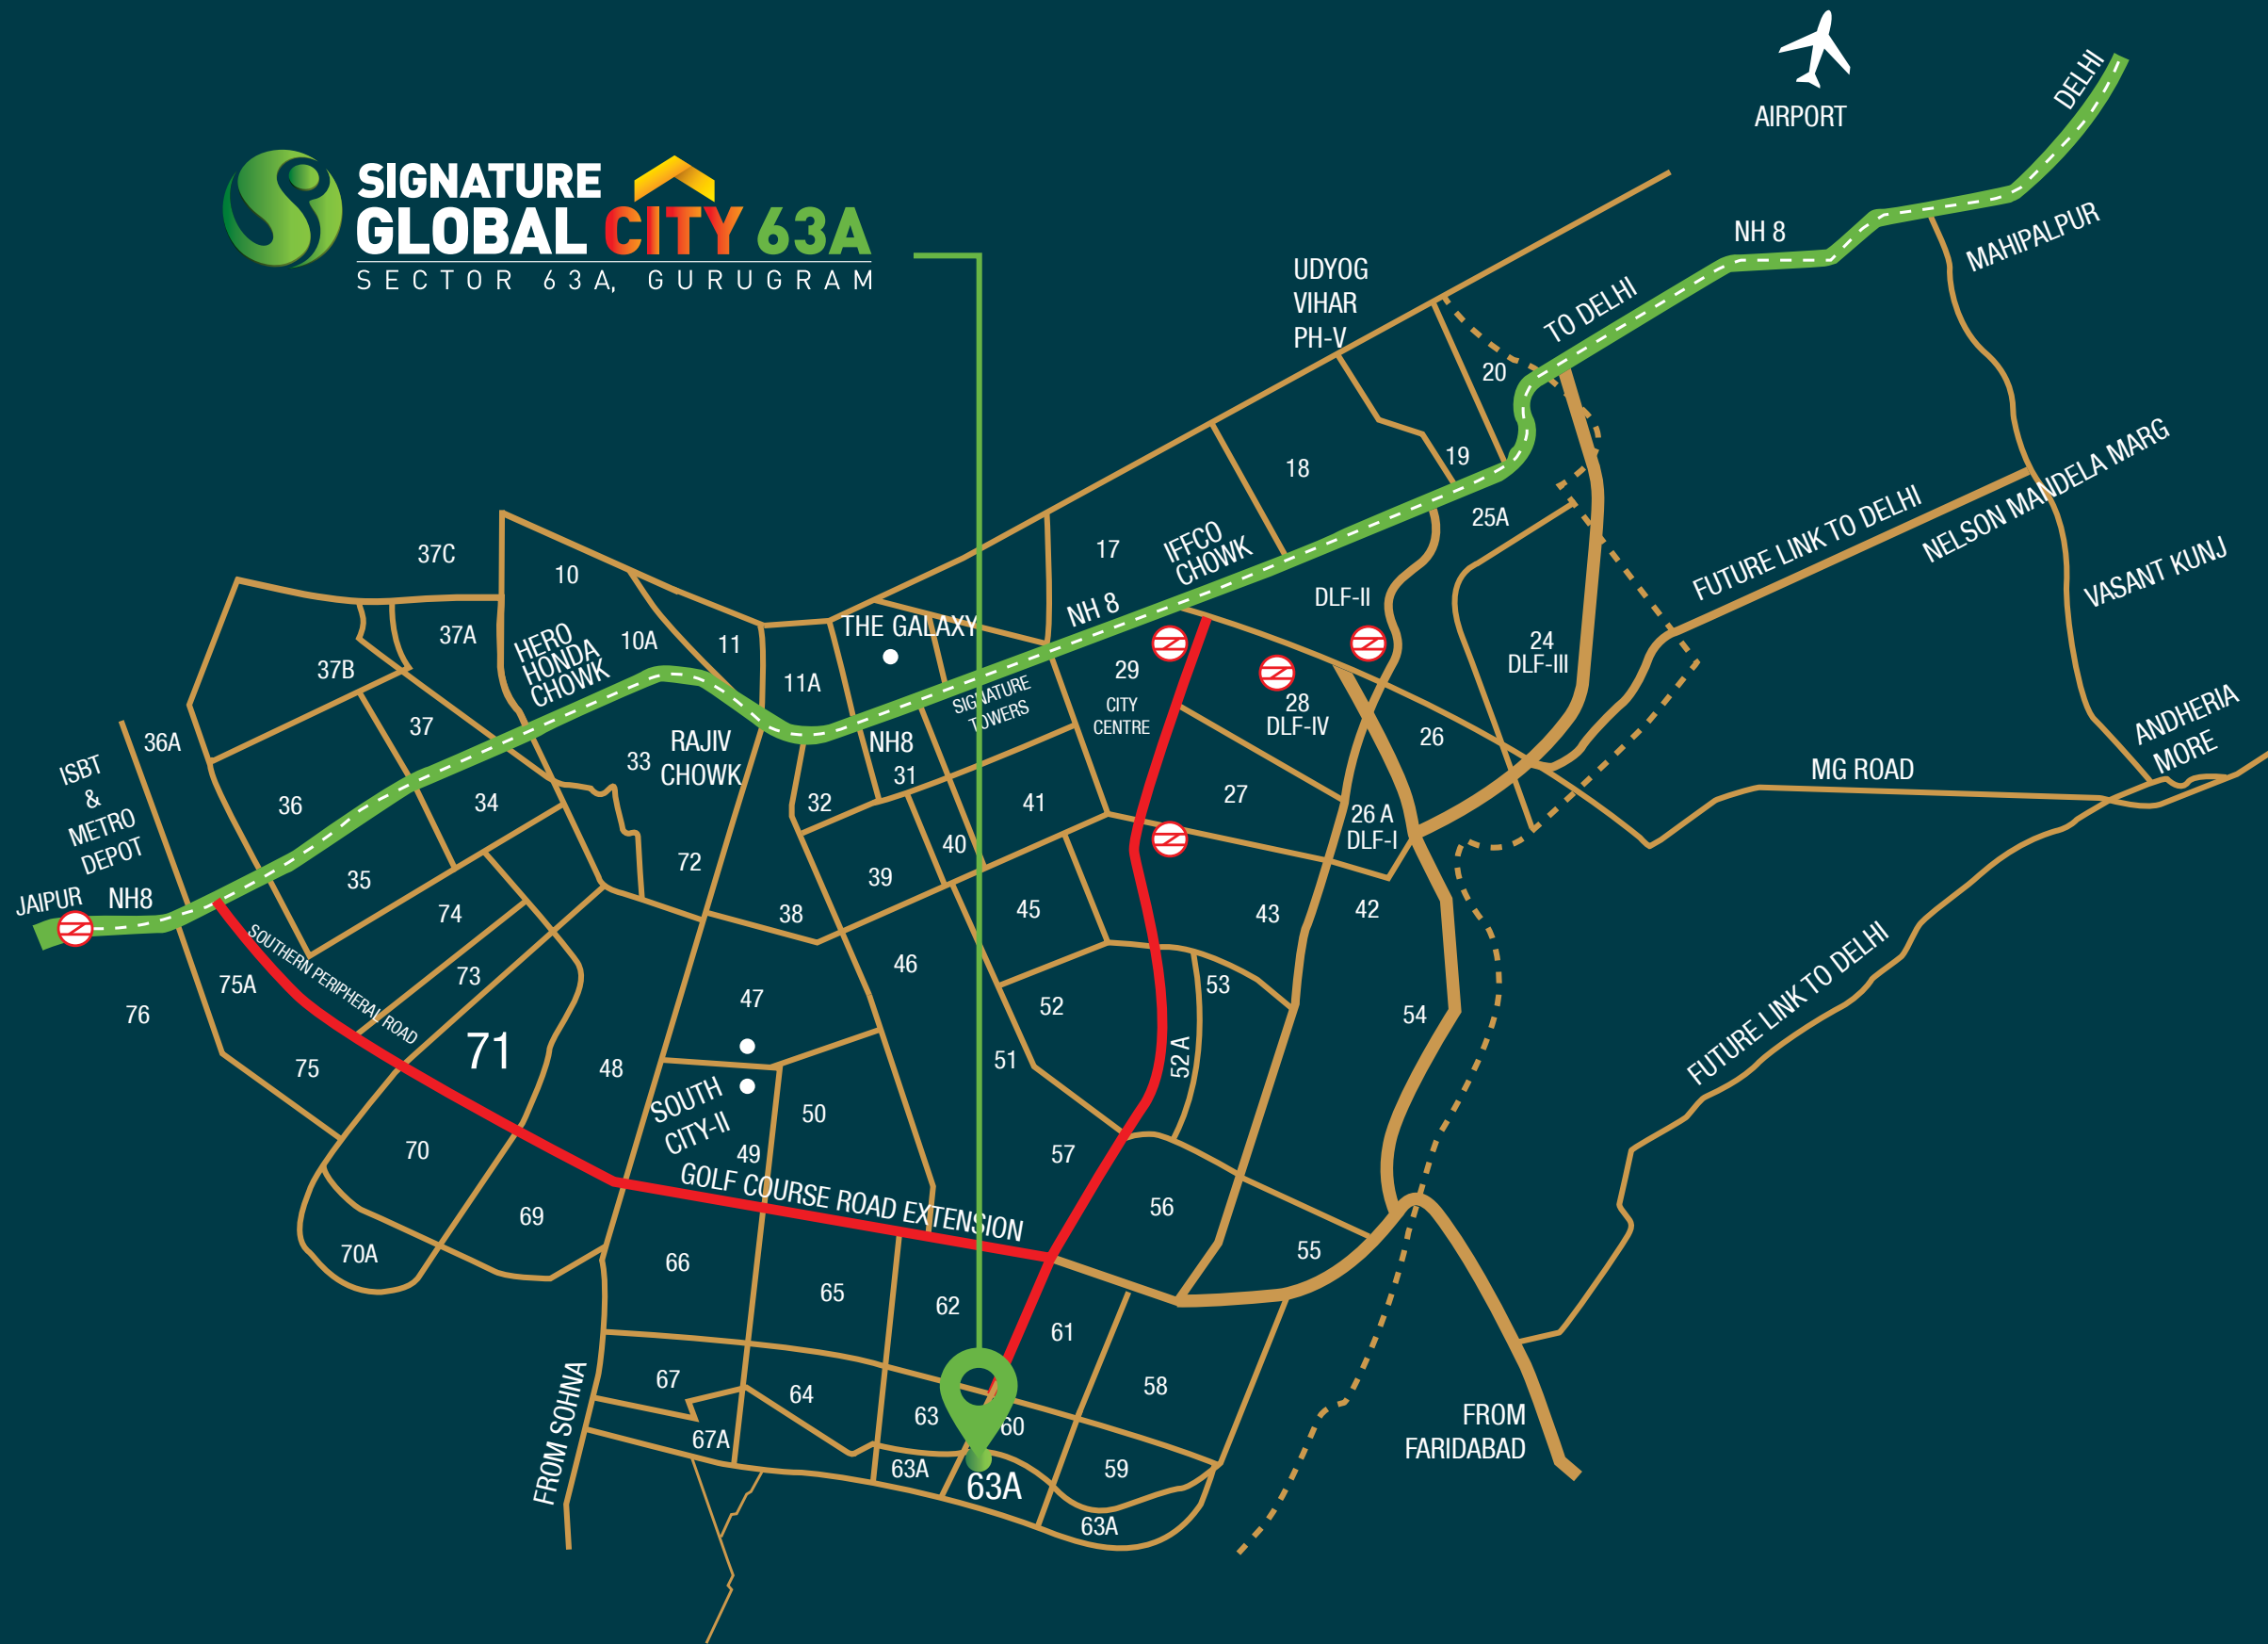 SIGNATURE
GLOBAL CITY 63A
SECTOR 63A, GURUGRAM
AIRPORT
DELHI
NH 8
MAHIPALPUR
UDYOG
VIHAR
PH-V
TO DELHI
20
19
18
25A
17
IFFCO
CHOWK
NH 8
DLF-II
FUTURE LINK TO DELHI
NELSON MANDELA MARG
VASANT KUNJ
24
DLF-III
37C
10
37A
HERO
HONDA
CHOWK
10A
11
THE GALAXY
11A
37B
29
CITY
CENTRE
28
DLF-IV
26
SIGNATURE
TOWERS
ANDHERIA
MORE
MG ROAD
36A
37
33
RAJIV
CHOWK
NH8
31
ISBT
&
METRO
DEPOT
36
34
32
41
27
26 A
DLF-I
40
72
39
35
JAIPUR
NH8
74
38
45
43
42
SOUTHERN PERIPHERAL ROAD
46
73
75A
53
47
52
76
54
71
51
52 A
FUTURE LINK TO DELHI
75
48
SOUTH
CITY-II
50
49
70
57
GOLF COURSE ROAD EXTENSION
56
69
70A
66
55
65
62
61
67
64
58
FROM SOHNA
63
60
FROM
FARIDABAD
67A
63A
63A
59
63A